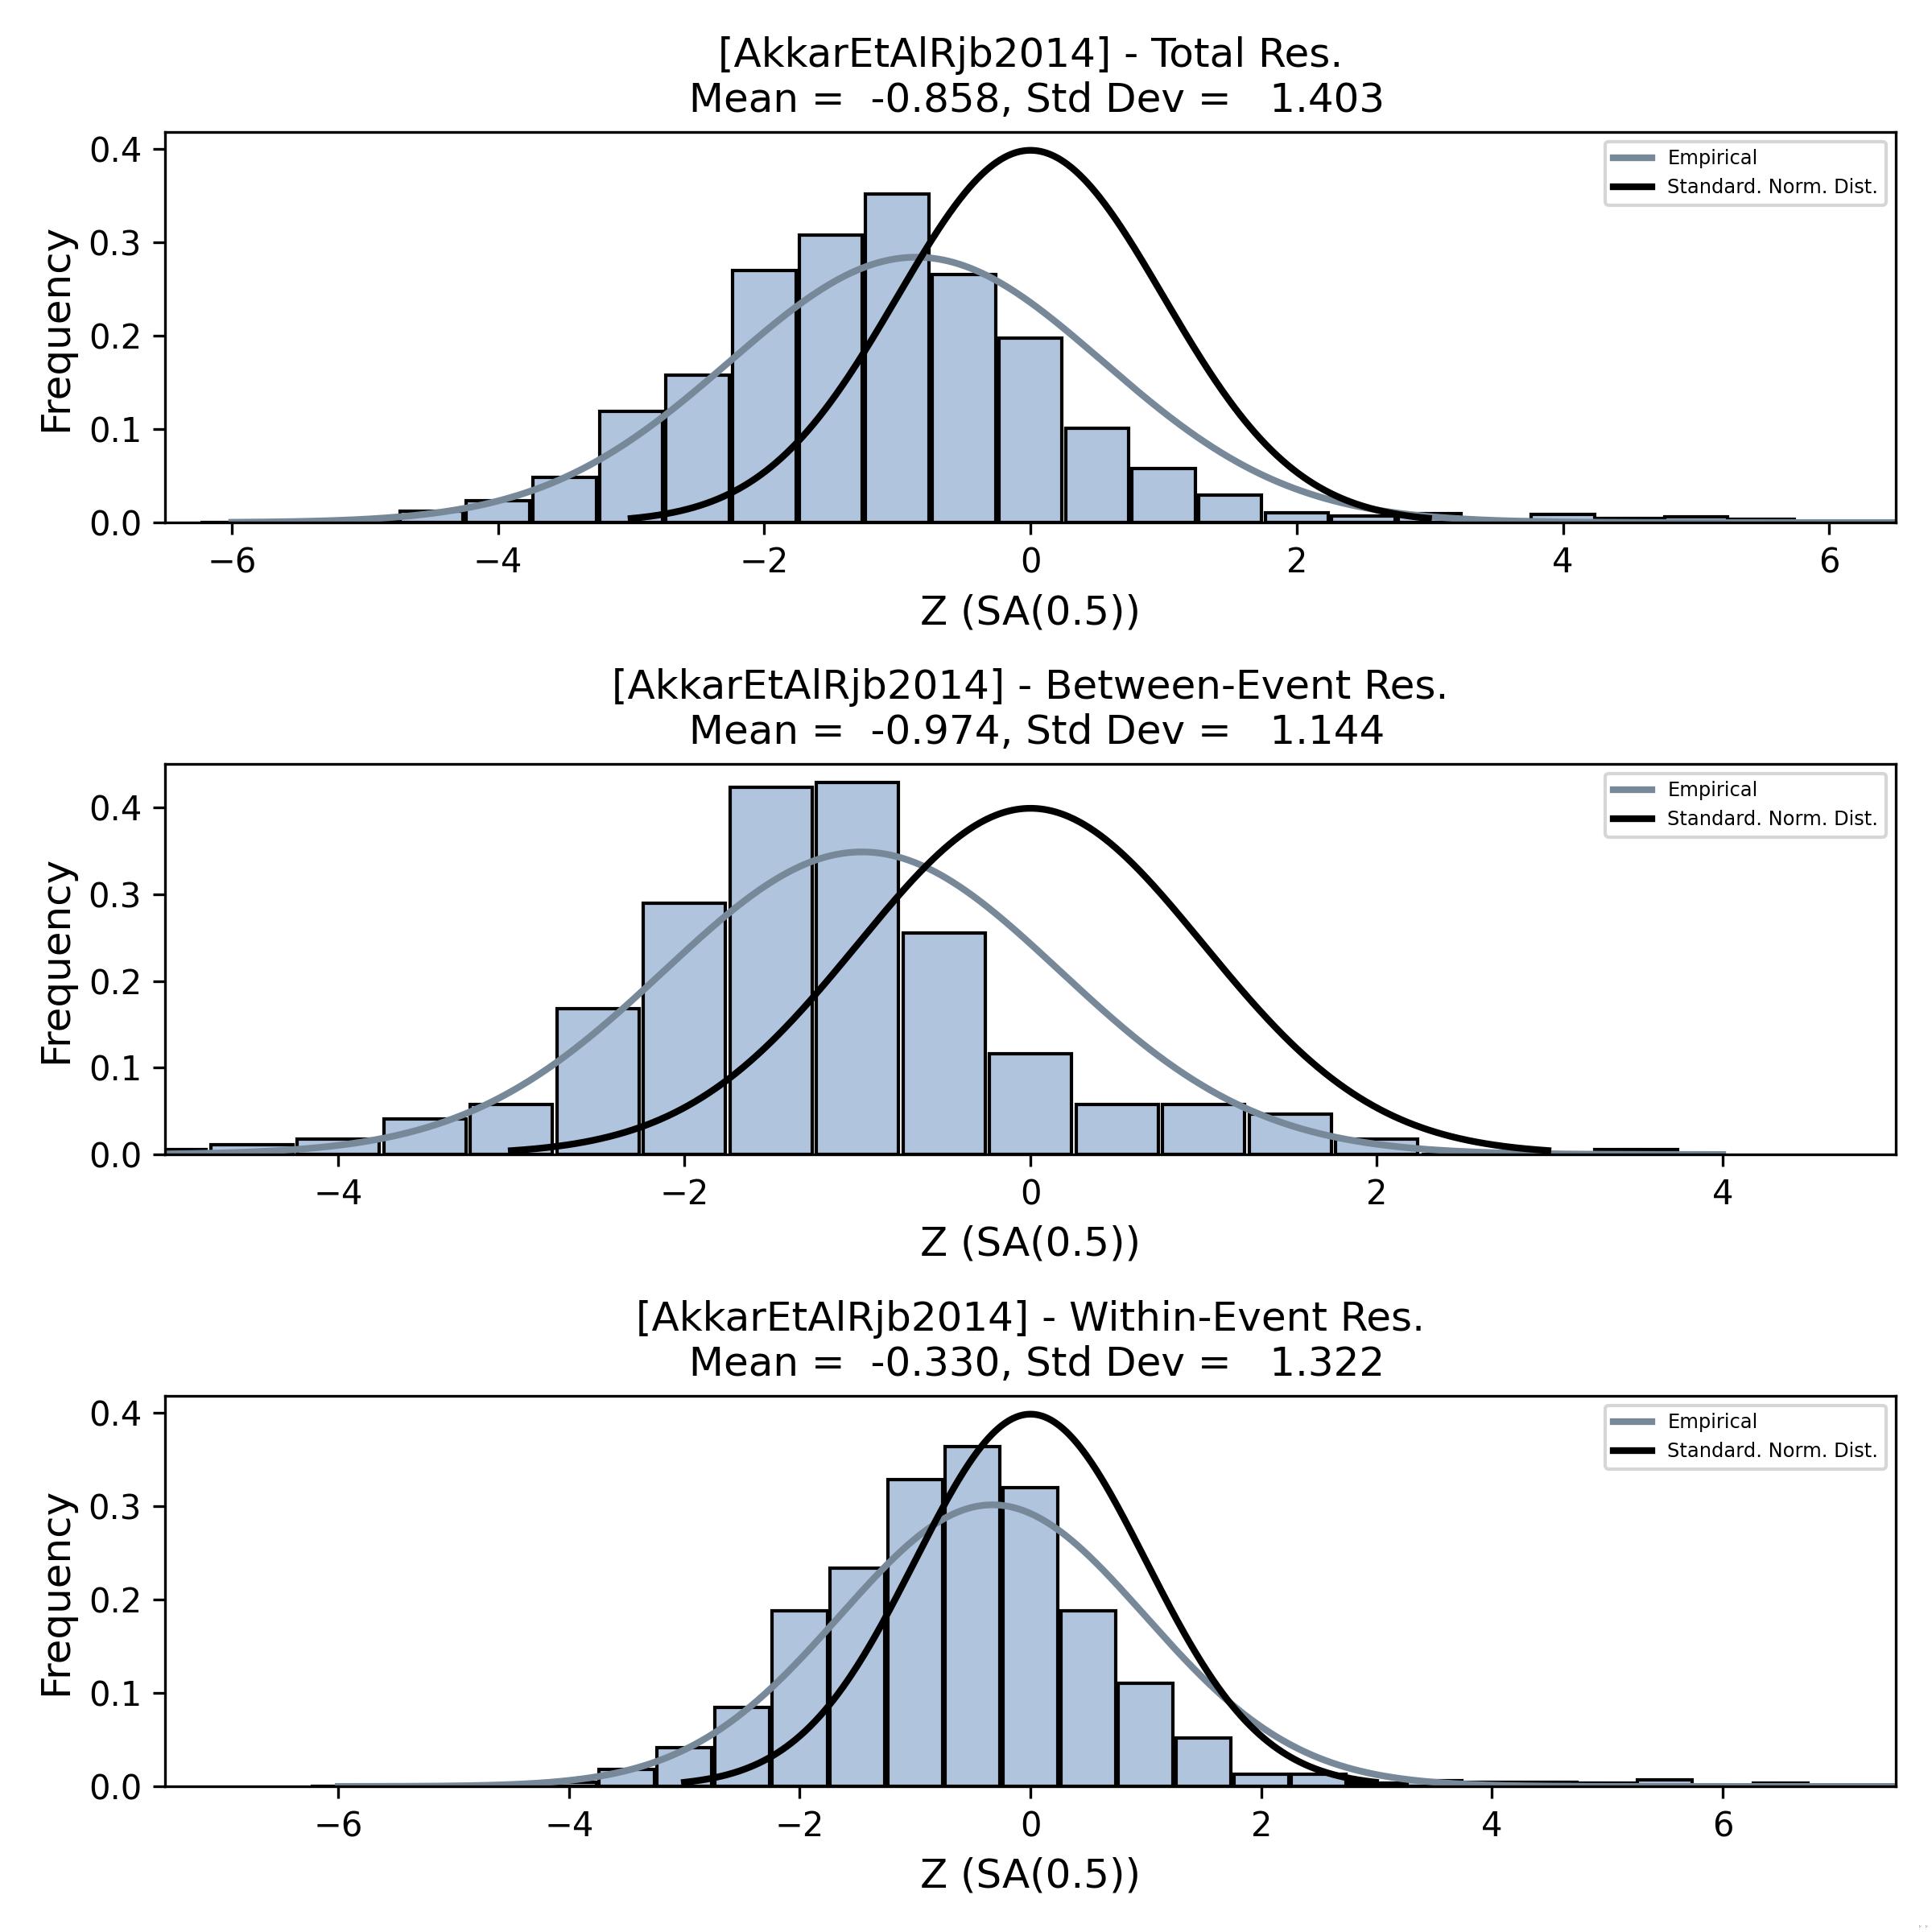 [AkkarEtAlRjb2014] - Total Res.
Mean =  -0.858, Std Dev =   1.403
Frequency
0.4
0.3
0.2
0.1
0.0
Empirical
Standard. Norm. Dist.
−6 −4 −2 0 2 4 6
Z (SA(0.5))
[AkkarEtAlRjb2014] - Between-Event Res.
Mean =  -0.974, Std Dev =   1.144
Frequency
0.4
0.3
0.2
0.1
0.0
Empirical
Standard. Norm. Dist.
−4 −2 0 2 4
Z (SA(0.5))
[AkkarEtAlRjb2014] - Within-Event Res.
Mean =  -0.330, Std Dev =   1.322
Frequency
0.4
0.3
0.2
0.1
0.0
Empirical
Standard. Norm. Dist.
−6 −4 −2 0 2 4 6
Z (SA(0.5))